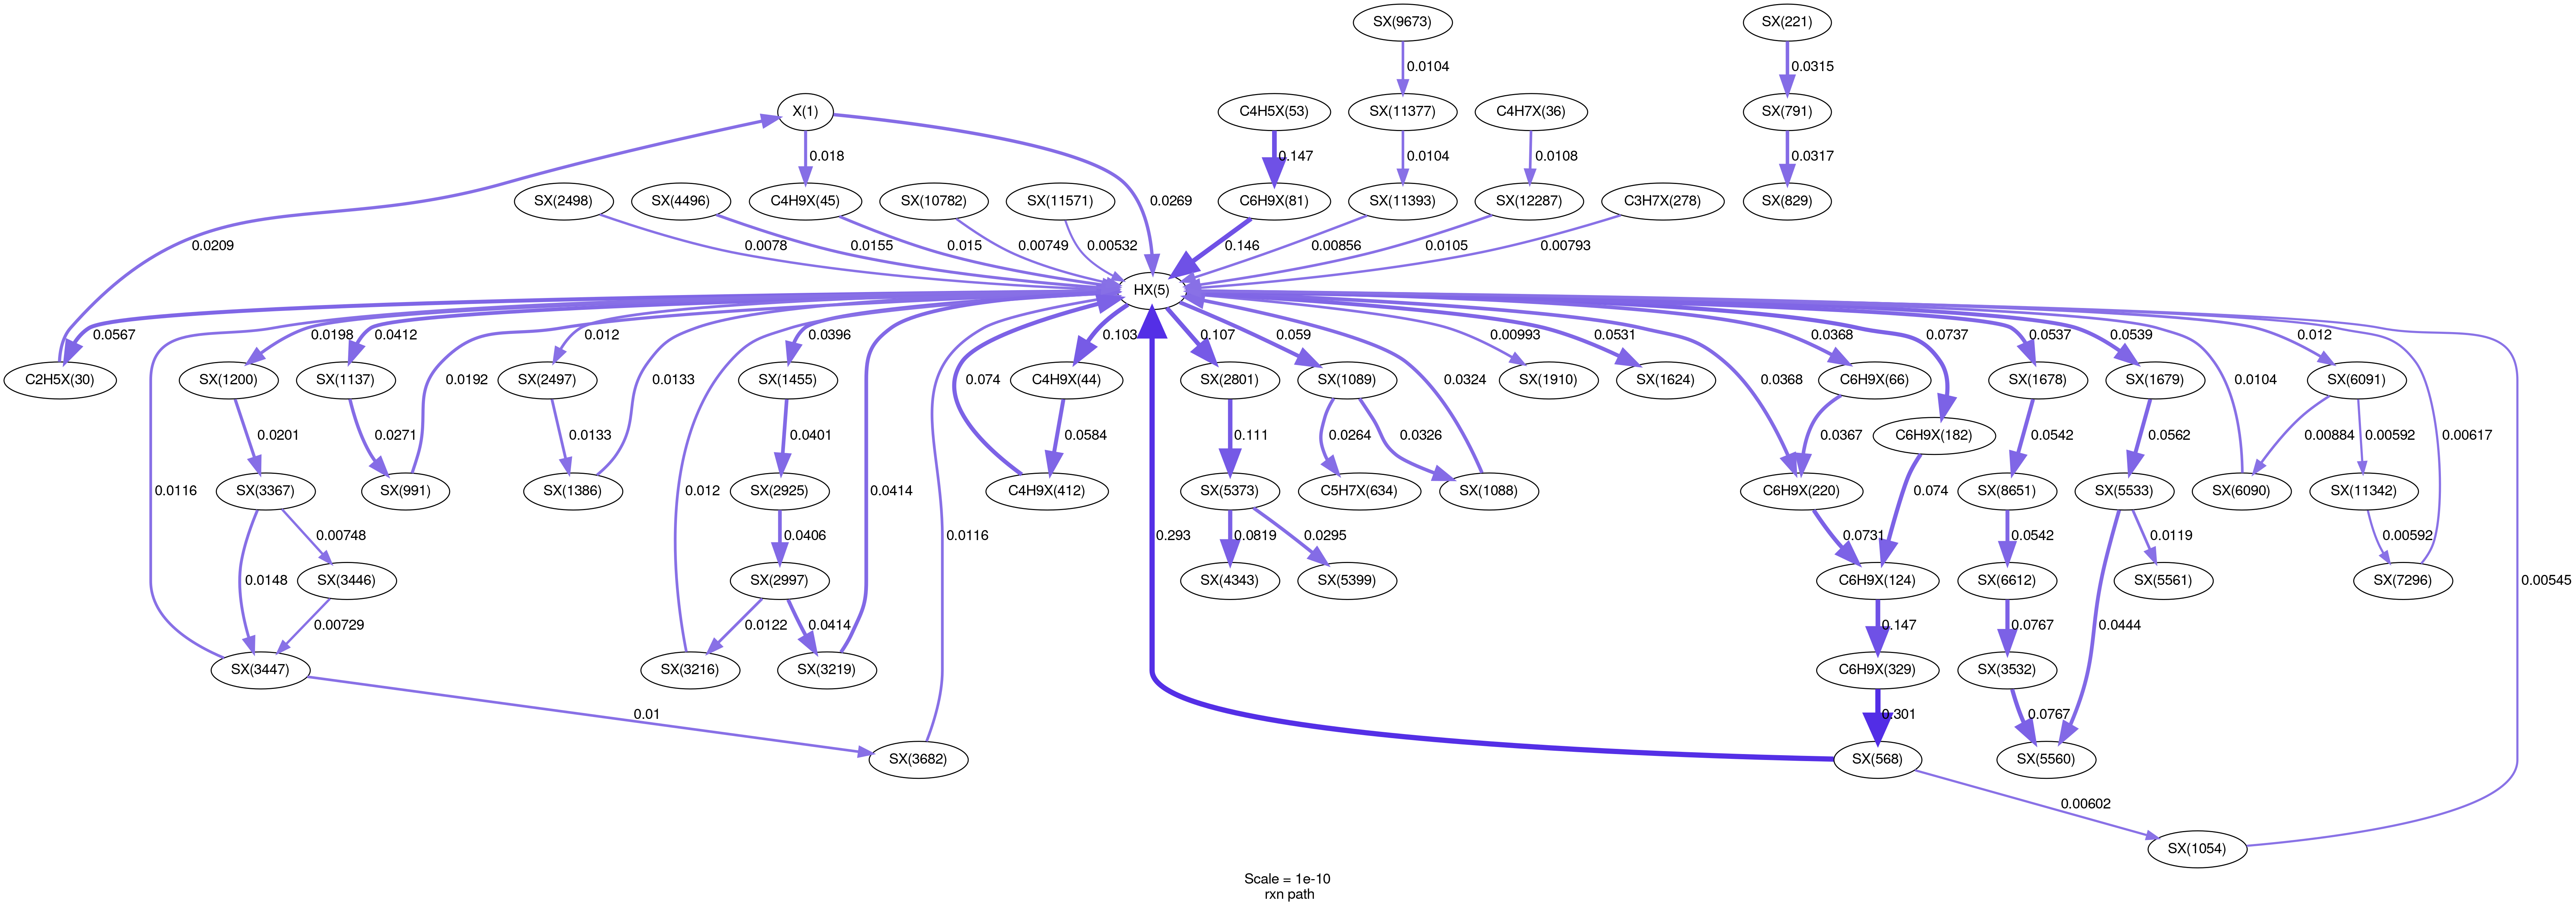 SX(9673)
SX(221)
0.0104
0.0315
X(1)
C4H5X(53)
SX(11377)
C4H7X(36)
SX(791)
0.018
0.147
0.0104
0.0108
0.0317
SX(2498)
SX(4496)
C4H9X(45)
SX(10782)
SX(11571)
0.0269
C6H9X(81)
SX(11393)
SX(12287)
C3H7X(278)
SX(829)
0.0209
0.0078
0.0155
0.015
0.00749
0.00532
0.146
0.00856
0.0105
0.00793
HX(5)
0.0567
0.0198
0.0412
0.012
0.0396
0.103
0.107
0.059
0.00993
0.0531
0.0368
0.0737
0.0537
0.0539
0.012
C2H5X(30)
SX(1200)
SX(1137)
0.0192
SX(2497)
0.0133
SX(1455)
0.074
C4H9X(44)
SX(2801)
SX(1089)
0.0324
SX(1910)
SX(1624)
0.0368
C6H9X(66)
SX(1678)
SX(1679)
0.0104
SX(6091)
0.0201
0.0271
0.0133
0.0401
0.0584
0.111
0.0264
0.0326
0.0367
C6H9X(182)
0.0542
0.0562
0.00884
0.00592
0.00617
0.0116
SX(3367)
SX(991)
SX(1386)
0.012
SX(2925)
0.0414
C4H9X(412)
SX(5373)
C5H7X(634)
SX(1088)
C6H9X(220)
0.074
SX(8651)
SX(5533)
SX(6090)
SX(11342)
0.00748
0.0406
0.0116
0.293
0.0819
0.0295
0.0731
0.0542
0.0119
0.00592
0.0148
SX(3446)
SX(2997)
SX(4343)
SX(5399)
C6H9X(124)
SX(6612)
SX(5561)
SX(7296)
0.00545
0.00729
0.0122
0.0414
0.147
0.0767
0.0444
SX(3447)
SX(3216)
SX(3219)
C6H9X(329)
SX(3532)
0.01
0.301
0.0767
SX(3682)
SX(568)
SX(5560)
0.00602
SX(1054)
Scale = 1e-10
rxn path